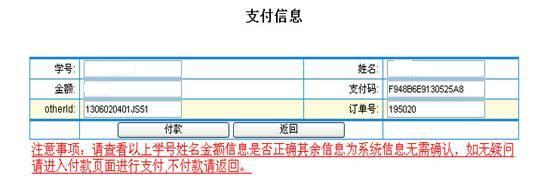 支付信息
学号: 姓名:
金额: 支付码: F948B6E9130525A8
otherId: 1306020401JS51 订单号: 195020
付款 返回
注意事项：请查看以上学号姓名金额信息是否正确其余信息为系统信息无需确认，如无疑问
请进入付款页面进行支付,不付款请返回。